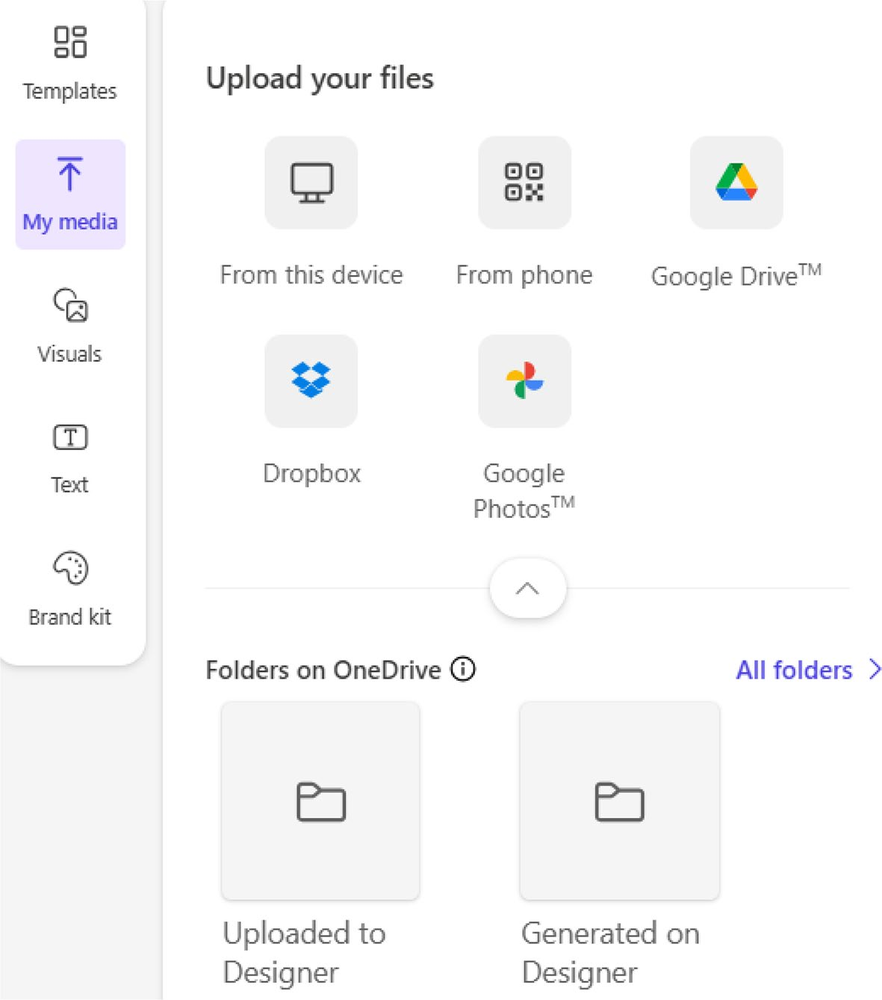 Templates
My media
Visuals
Text
Brand kit
Upload your files
From this device
From phone
Google Drive™
Dropbox
Google
Photos™
Folders on OneDrive
All folders
Uploaded to
Designer
Generated on
Designer